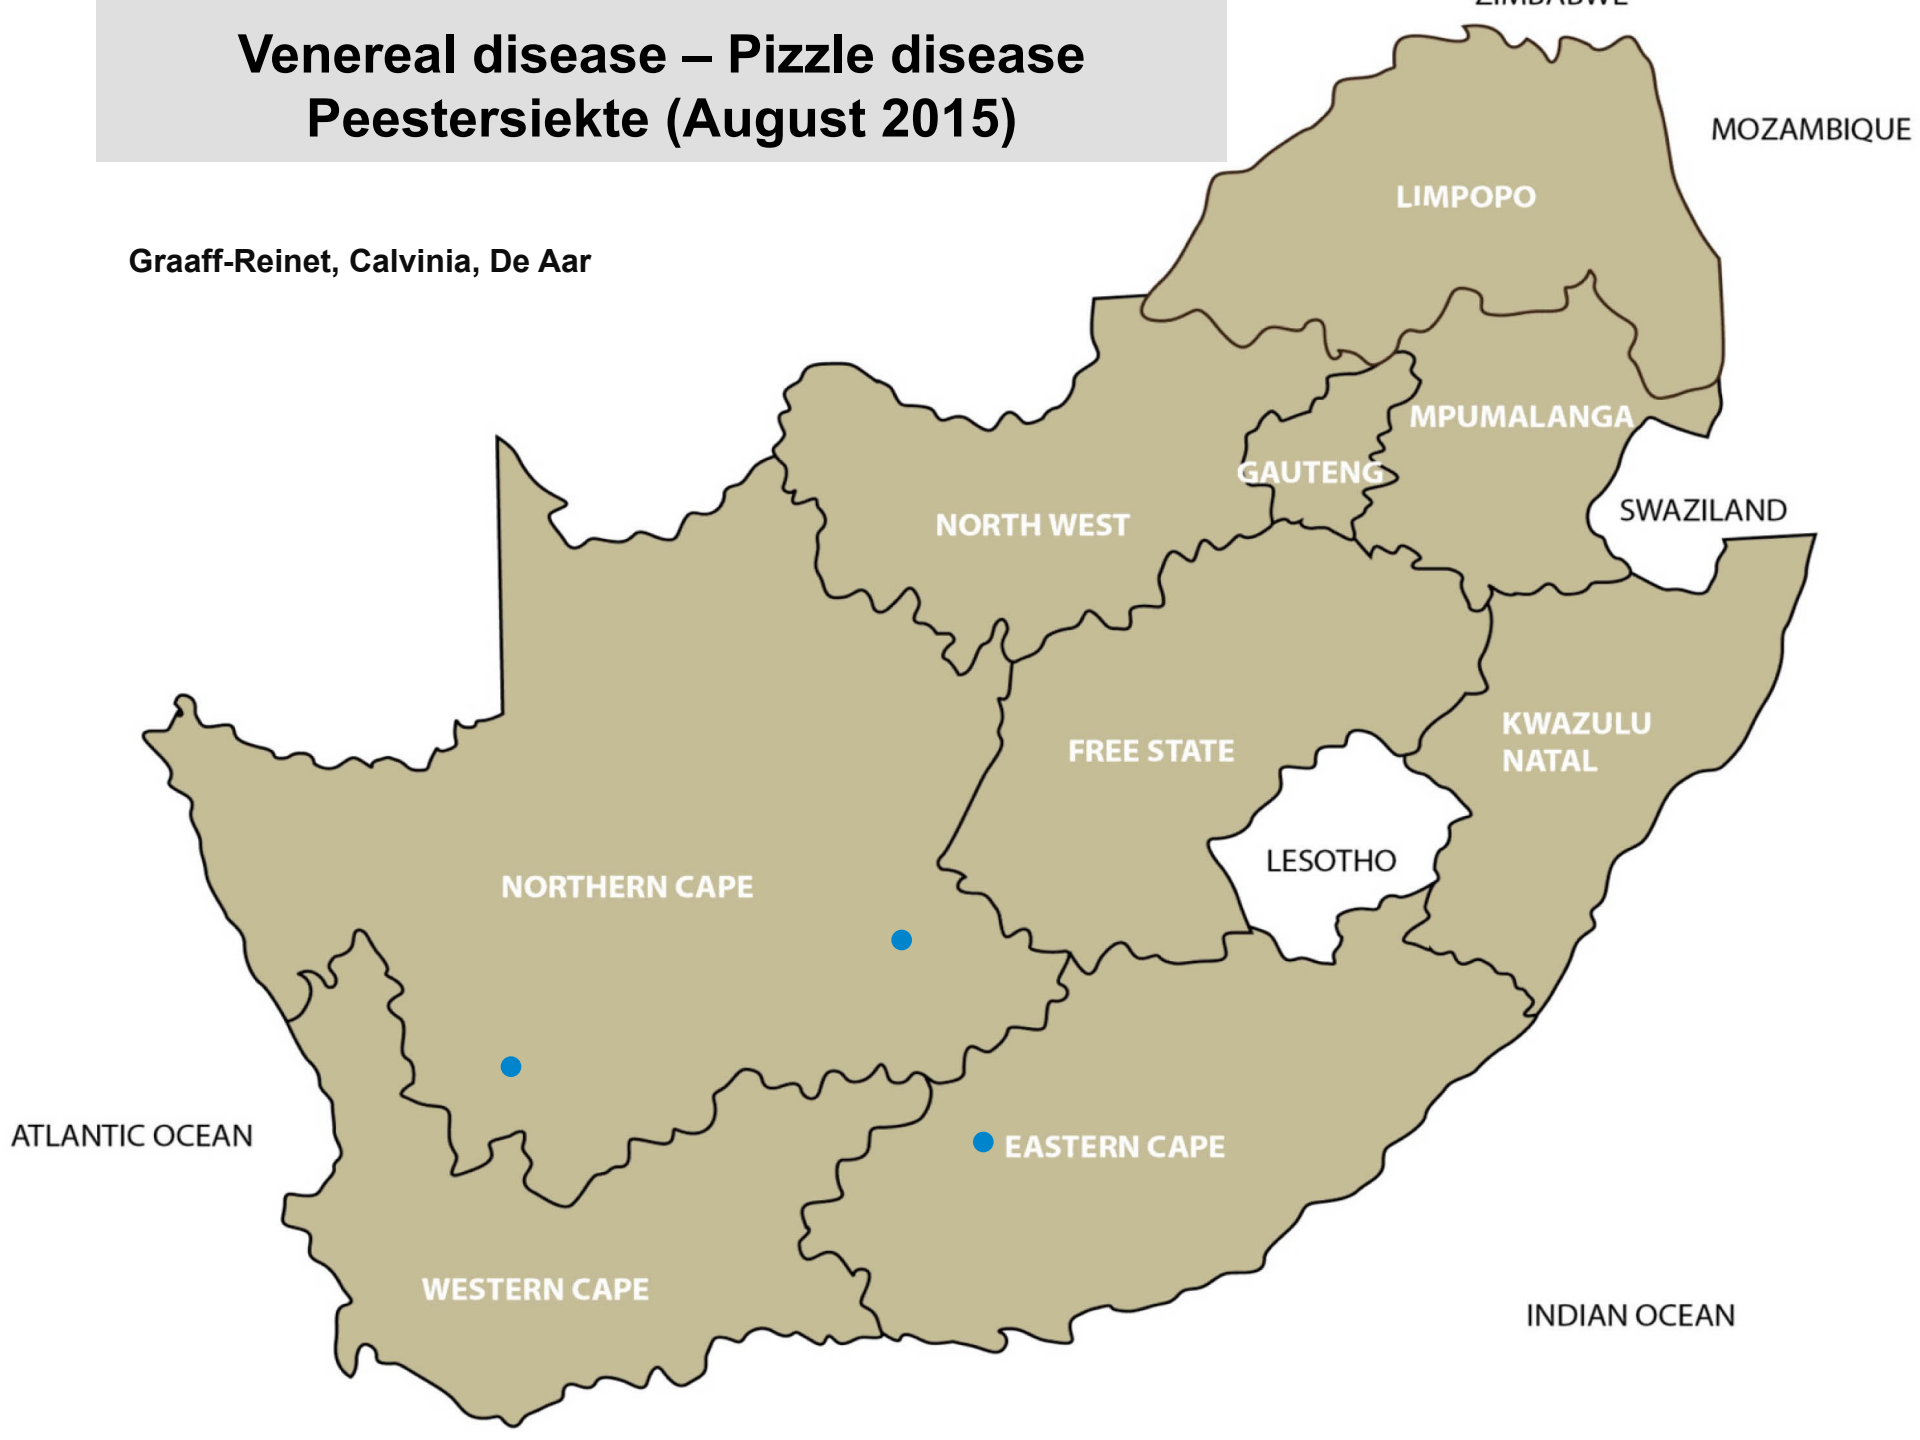 Venereal disease – Pizzle disease
Peestersiekte (August 2015)
ZIMBABWE
MOZAMBIQUE
LIMPOPO
Graaff-Reinet, Calvinia, De Aar
MPUMALANGA
GAUTENG
SWAZILAND
NORTH WEST
KWAZULU
NATAL
FREE STATE
LESOTHO
NORTHERN CAPE
ATLANTIC OCEAN
EASTERN CAPE
WESTERN CAPE
INDIAN OCEAN